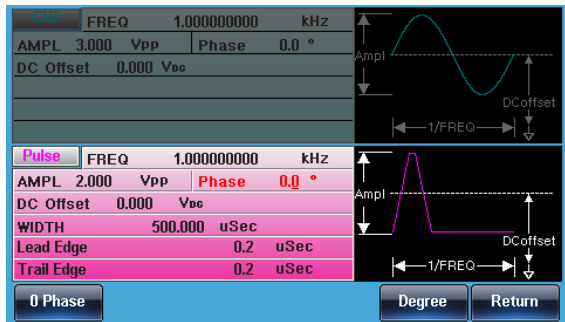 CH2 FREQ 1.000000000 kHz
AMPL 3.000 Vpp Phase 0.0 °
DC Offset 0.000 VDC
Ampl
DCoffset
1/FREQ
Pulse FREQ 1.000000000 kHz
AMPL 2.000 Vpp Phase 0.0 °
DC Offset 0.000 VDC
WIDTH 500.000 uSec
Lead Edge 0.2 uSec
Trail Edge 0.2 uSec
Ampl
DCoffset
1/FREQ
0 Phase Degree Return